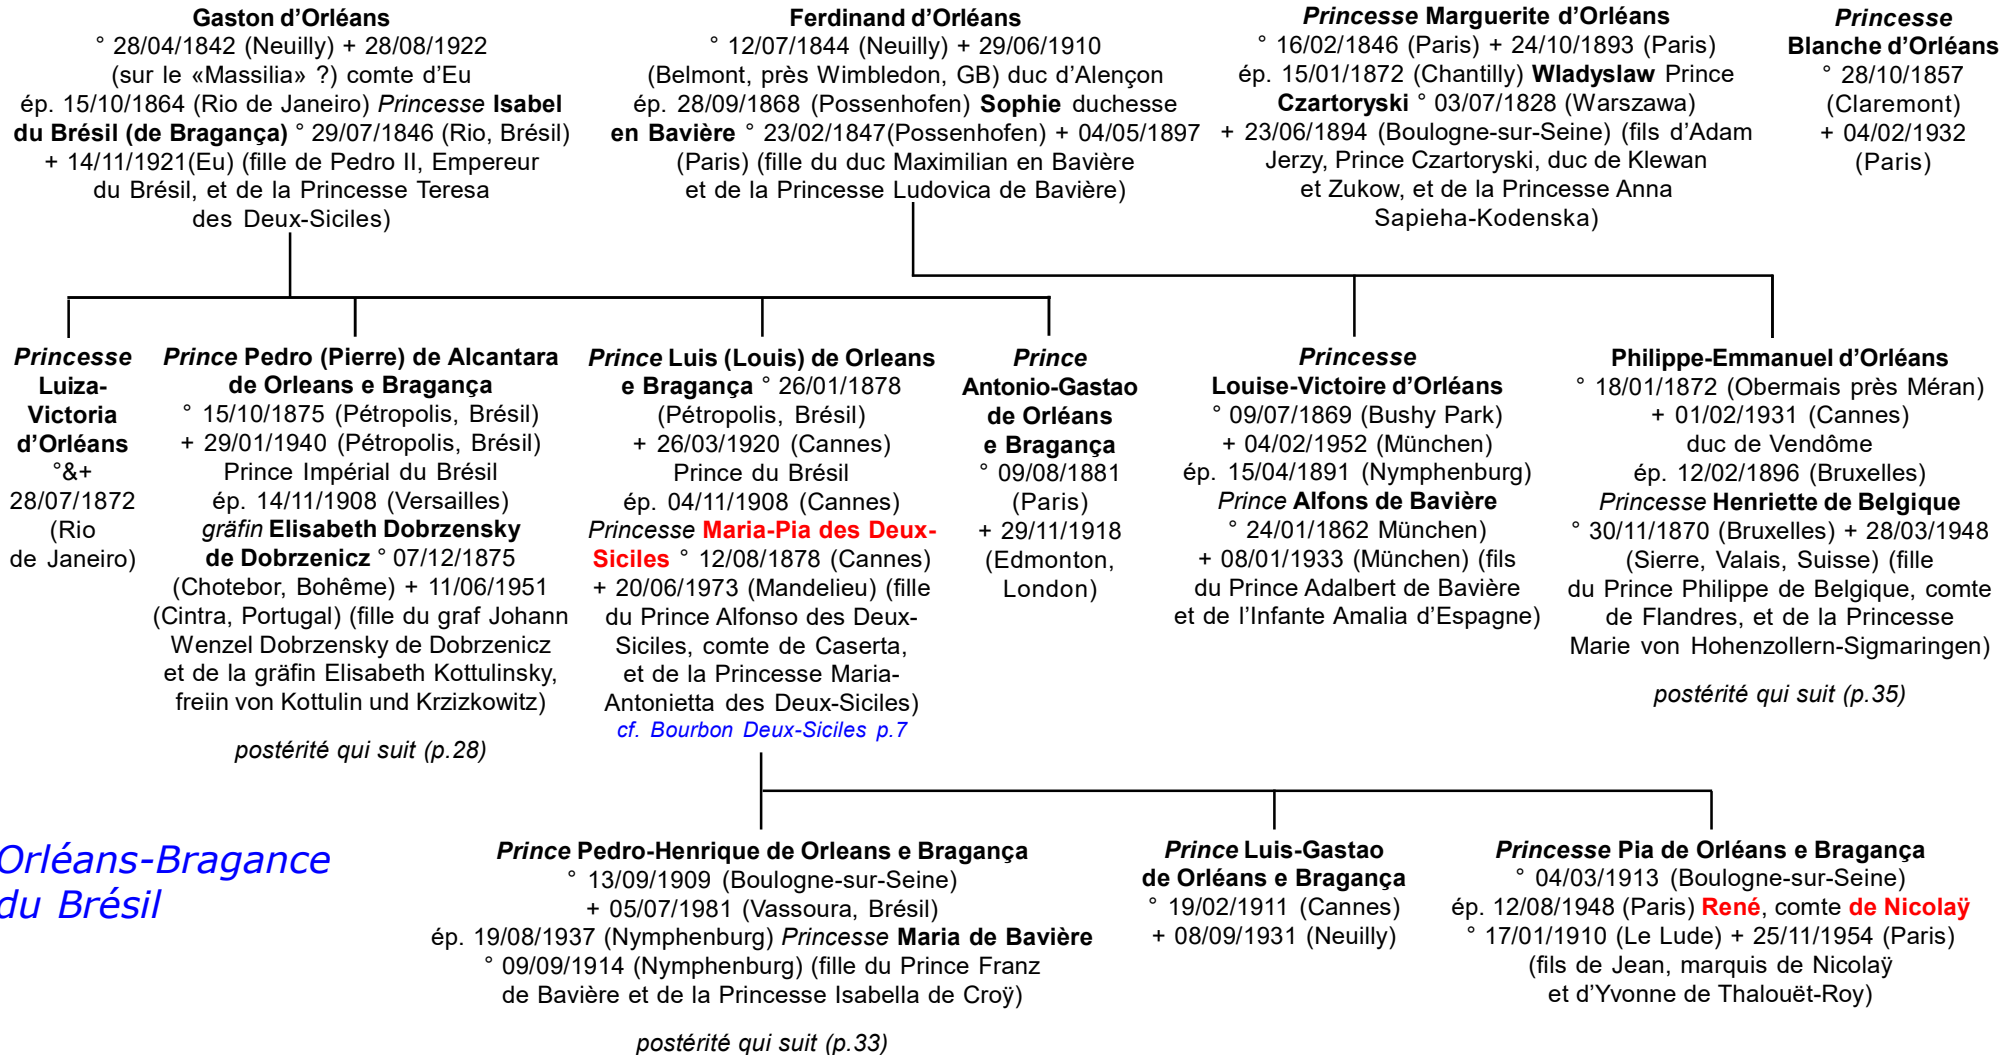 Gaston d’Orléans
° 28/04/1842 (Neuilly) + 28/08/1922
(sur le «Massilia» ?) comte d'Eu
ép. 15/10/1864 (Rio de Janeiro) Princesse Isabel
du Brésil (de Bragança) ° 29/07/1846 (Rio, Brésil)
+ 14/11/1921(Eu) (fille de Pedro II, Empereur
du Brésil, et de la Princesse Teresa
des Deux-Siciles)
Ferdinand d’Orléans
° 12/07/1844 (Neuilly) + 29/06/1910
(Belmont, près Wimbledon, GB) duc d'Alençon
ép. 28/09/1868 (Possenhofen) Sophie duchesse
en Bavière ° 23/02/1847(Possenhofen) + 04/05/1897
(Paris) (fille du duc Maximilian en Bavière
et de la Princesse Ludovica de Bavière)
Princesse Marguerite d’Orléans
° 16/02/1846 (Paris) + 24/10/1893 (Paris)
ép. 15/01/1872 (Chantilly) Wladyslaw Prince
Czartoryski ° 03/07/1828 (Warszawa)
+ 23/06/1894 (Boulogne-sur-Seine) (fils d'Adam
Jerzy, Prince Czartoryski, duc de Klewan
et Zukow, et de la Princesse Anna
Sapieha-Kodenska)
Princesse
Blanche d’Orléans
° 28/10/1857
(Claremont)
+ 04/02/1932
(Paris)
Princesse
Luiza-
Victoria
d’Orléans
°&+
28/07/1872
(Rio
de Janeiro)
Prince Pedro (Pierre) de Alcantara
de Orleans e Bragança
° 15/10/1875 (Pétropolis, Brésil)
+ 29/01/1940 (Pétropolis, Brésil)
Prince Impérial du Brésil
ép. 14/11/1908 (Versailles)
gräfin Elisabeth Dobrzensky
de Dobrzenicz ° 07/12/1875
(Chotebor, Bohême) + 11/06/1951
(Cintra, Portugal) (fille du graf Johann
Wenzel Dobrzensky de Dobrzenicz
et de la gräfin Elisabeth Kottulinsky,
freiin von Kottulin und Krzizkowitz)
postérité qui suit (p.28)
Prince Luis (Louis) de Orleans
e Bragança ° 26/01/1878
(Pétropolis, Brésil)
+ 26/03/1920 (Cannes)
Prince du Brésil
ép. 04/11/1908 (Cannes)
Princesse Maria-Pia des Deux-
Siciles ° 12/08/1878 (Cannes)
+ 20/06/1973 (Mandelieu) (fille
du Prince Alfonso des Deux-
Siciles, comte de Caserta,
et de la Princesse Maria-
Antonietta des Deux-Siciles)
cf. Bourbon Deux-Siciles p.7
Prince
Antonio-Gastao
de Orléans
e Bragança
° 09/08/1881
(Paris)
+ 29/11/1918
(Edmonton,
London)
Princesse
Louise-Victoire d’Orléans
° 09/07/1869 (Bushy Park)
+ 04/02/1952 (München)
ép. 15/04/1891 (Nymphenburg)
Prince Alfons de Bavière
° 24/01/1862 München)
+ 08/01/1933 (München) (fils
du Prince Adalbert de Bavière
et de l’Infante Amalia d’Espagne)
Philippe-Emmanuel d’Orléans
° 18/01/1872 (Obermais près Méran)
+ 01/02/1931 (Cannes)
duc de Vendôme
ép. 12/02/1896 (Bruxelles)
Princesse Henriette de Belgique
° 30/11/1870 (Bruxelles) + 28/03/1948
(Sierre, Valais, Suisse) (fille
du Prince Philippe de Belgique, comte
de Flandres, et de la Princesse
Marie von Hohenzollern-Sigmaringen)
postérité qui suit (p.35)
Orléans-Bragance
du Brésil
Prince Pedro-Henrique de Orleans e Bragança
° 13/09/1909 (Boulogne-sur-Seine)
+ 05/07/1981 (Vassoura, Brésil)
ép. 19/08/1937 (Nymphenburg) Princesse Maria de Bavière
° 09/09/1914 (Nymphenburg) (fille du Prince Franz
de Bavière et de la Princesse Isabella de Croÿ)
postérité qui suit (p.33)
Prince Luis-Gastao
de Orléans e Bragança
° 19/02/1911 (Cannes)
+ 08/09/1931 (Neuilly)
Princesse Pia de Orléans e Bragança
° 04/03/1913 (Boulogne-sur-Seine)
ép. 12/08/1948 (Paris) René, comte de Nicolaÿ
° 17/01/1910 (Le Lude) + 25/11/1954 (Paris)
(fils de Jean, marquis de Nicolaÿ
et d’Yvonne de Thalouët-Roy)